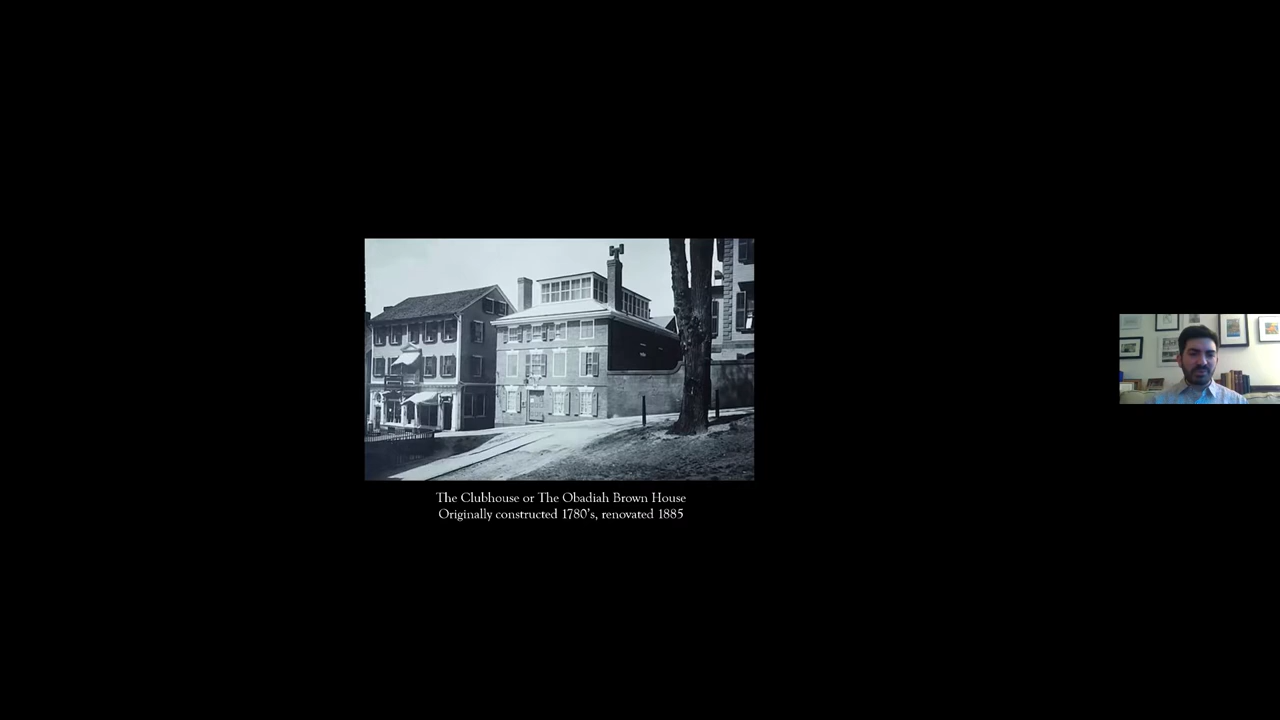 The Clubhouse or The Obadiah Brown House
Originally constructed 1780's, renovated 1885